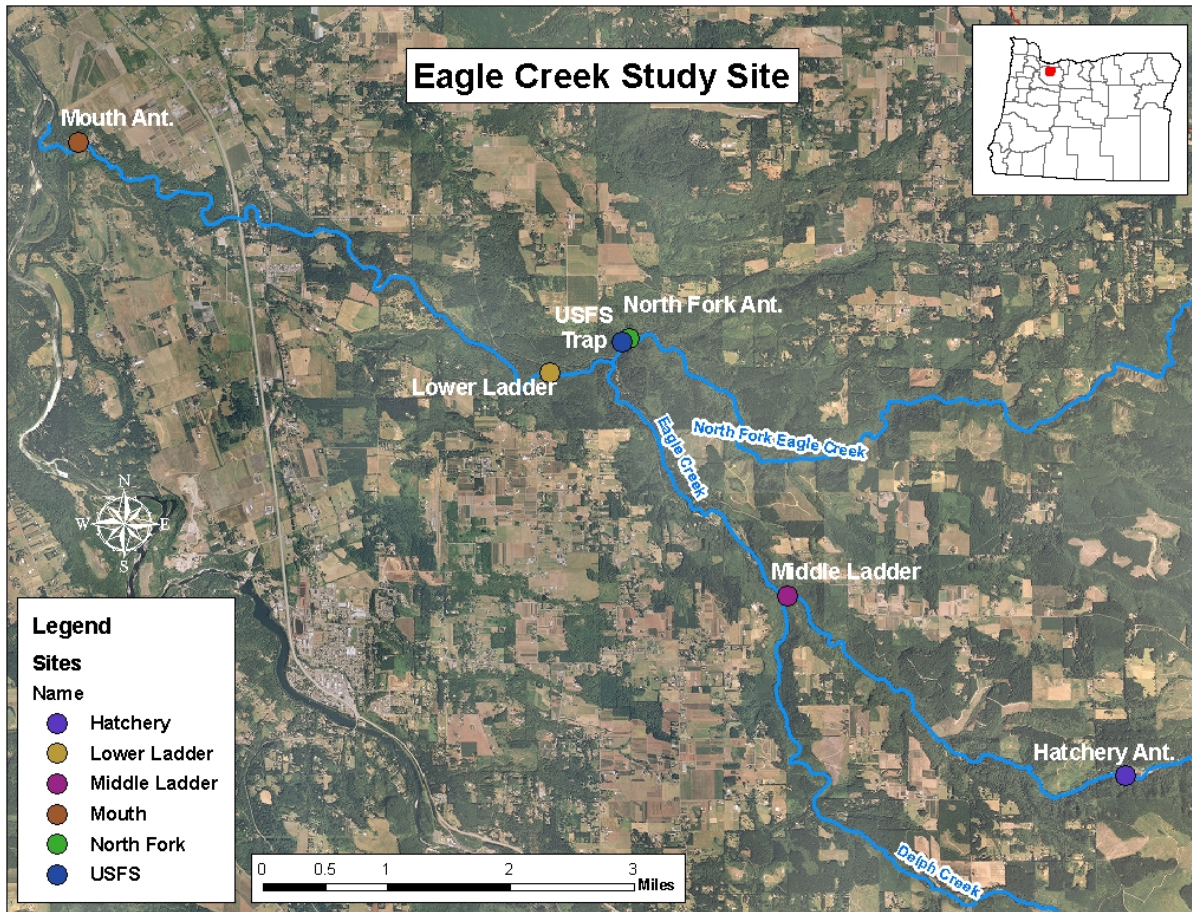 Eagle Creek Study Site
Mouth Ant.
North Fork Ant.
USFS
Trap
Lower Ladder
North Fork Eagle Creek
Eagle Creek
N
W
E
S
Middle Ladder
Hatchery Ant.
Delph Creek
Legend
Sites
Name
Hatchery
Lower Ladder
Middle Ladder
Mouth
North Fork
USFS
0 0.5 1 2 3
Miles